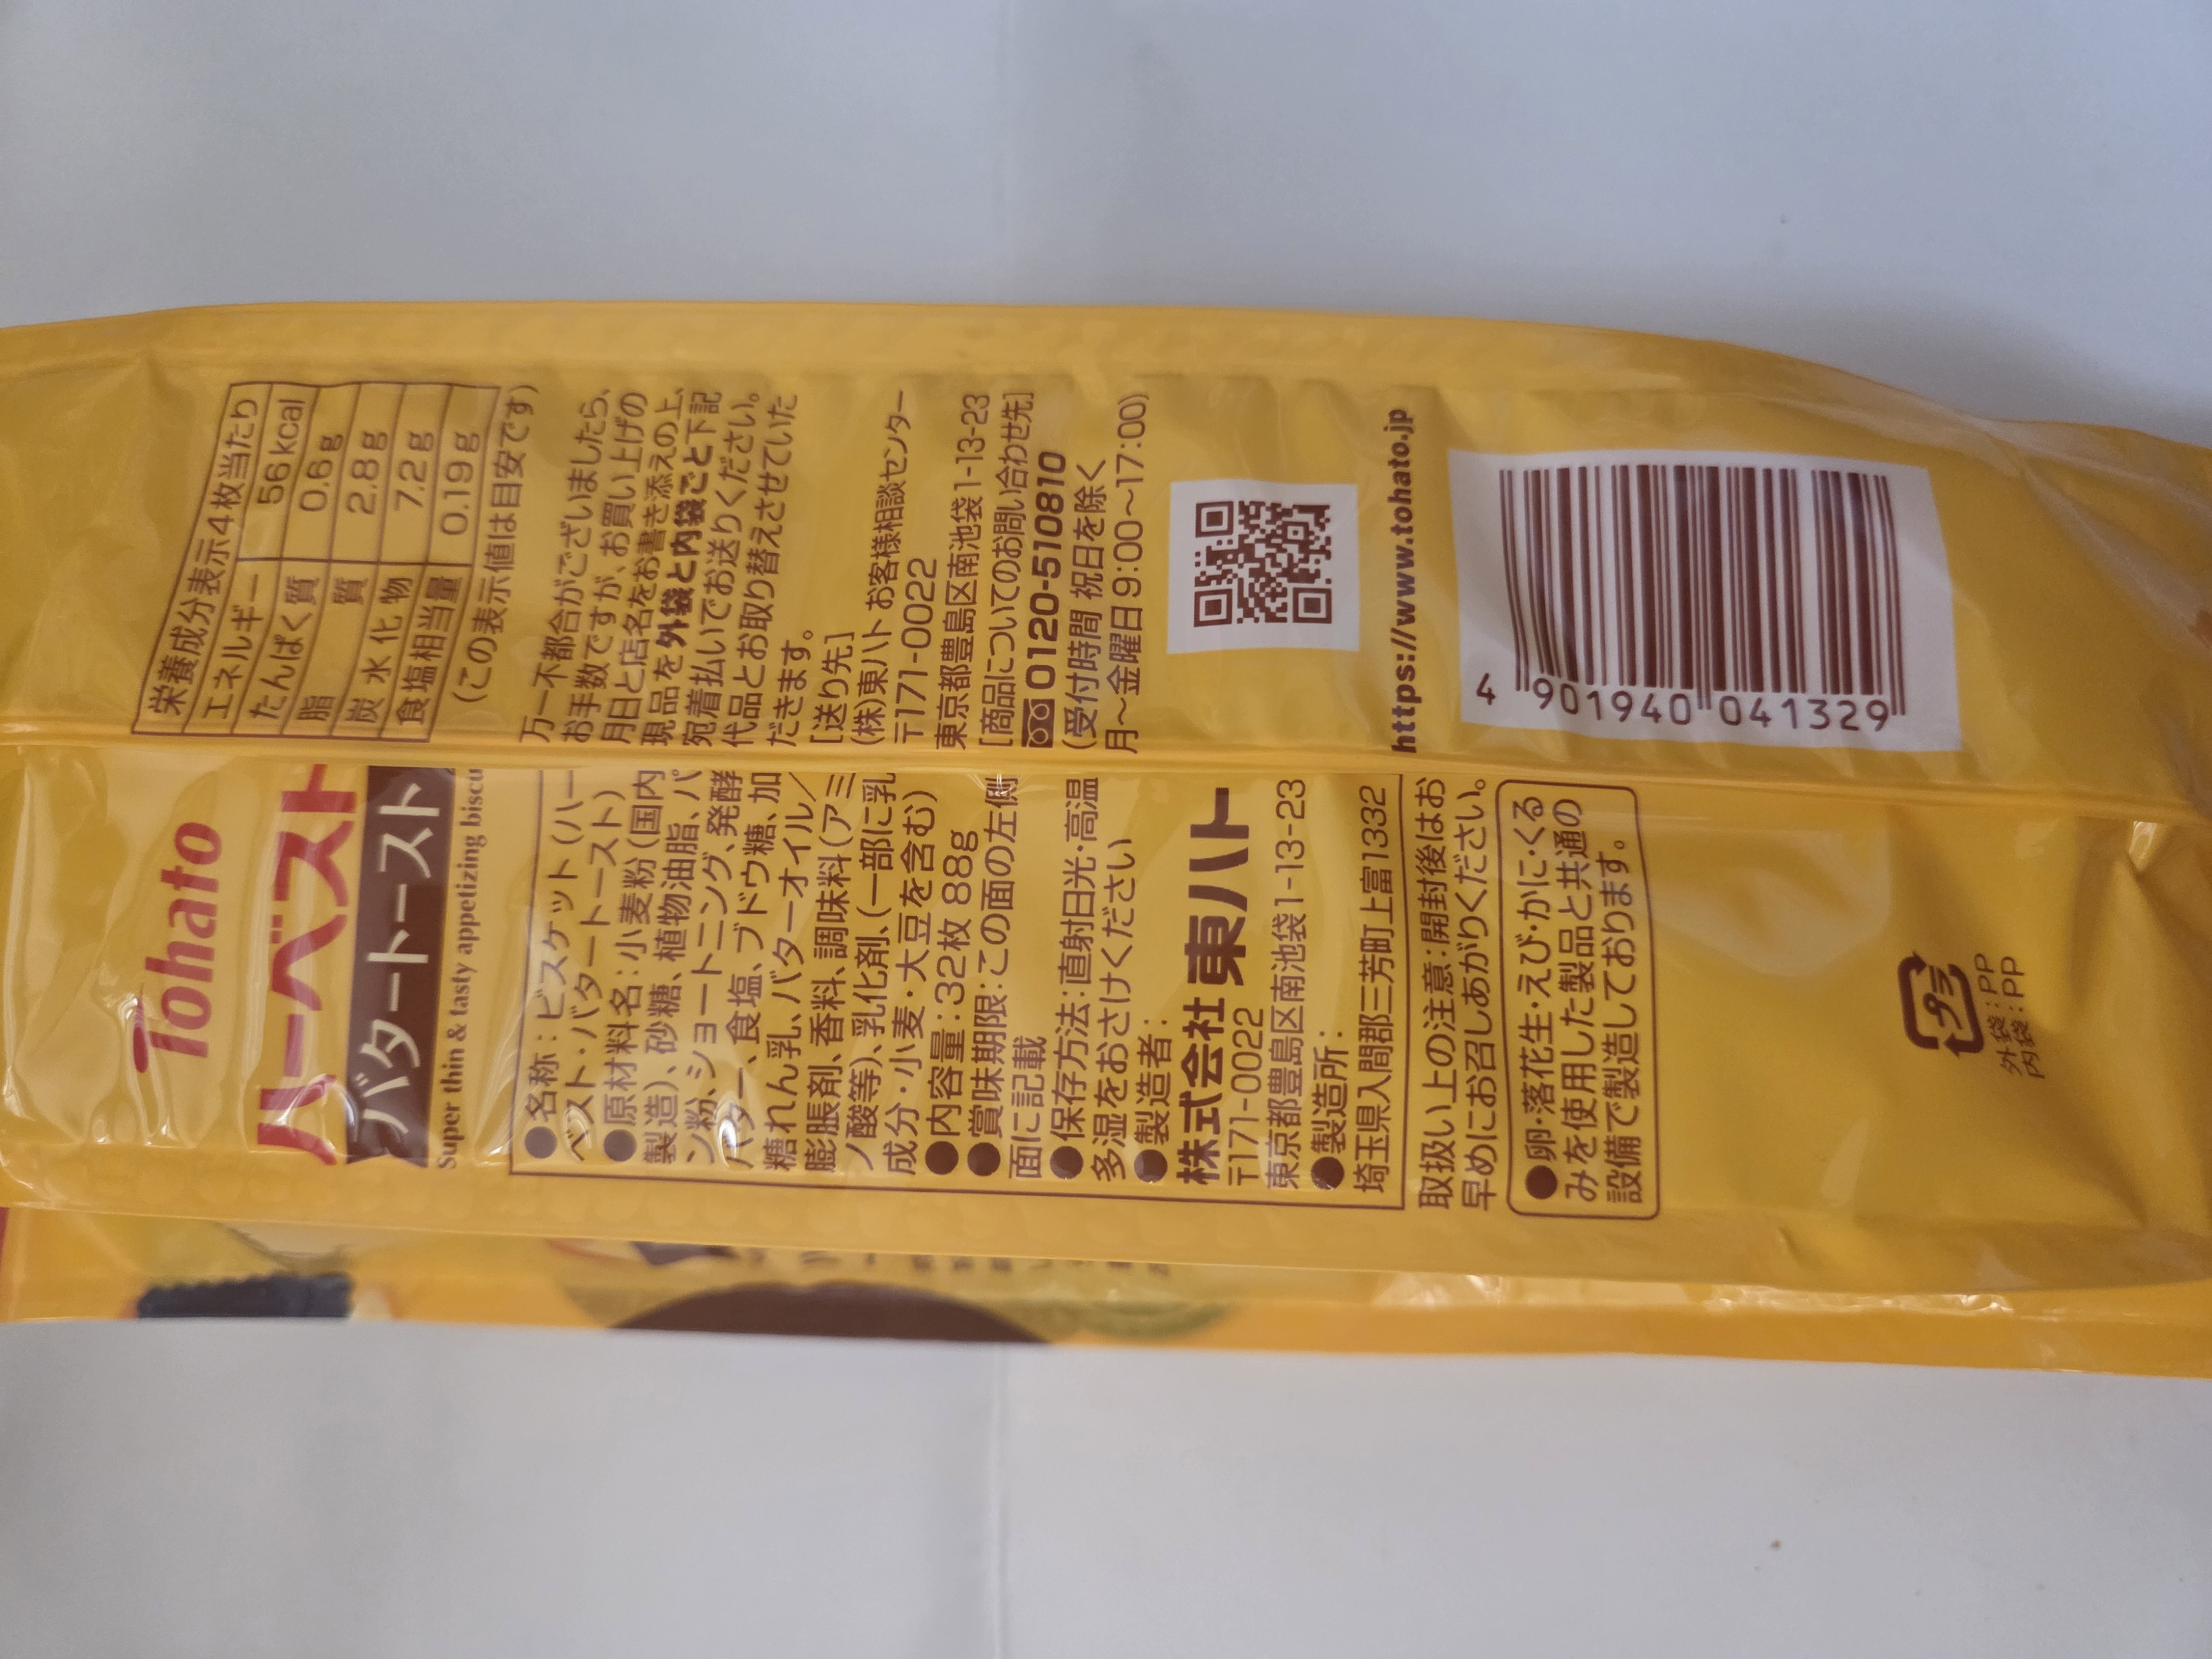 Tohato
ハーベスト
バタートースト
Super thin & tasty appetizing biscu
●名称：ビスケット（ハー
ベスト・バタートースト）
●原材料名：小麦粉（国内
製造）、砂糖、植物油脂、パ
ン粉、ショートニング、発酵
バター、食塩、ブドウ糖、加
糖れん乳、バターオイル／
膨脹剤、香料、調味料（アミ
ノ酸等）、乳化剤、（一部に乳
成分・小麦・大豆を含む）
●内容量：32枚 88g
●賞味期限：この面の左側
面に記載
●保存方法：直射日光・高温
多湿をおさけください
●製造者：
株式会社 東ハト
〒171-0022
東京都豊島区南池袋1-13-23
●製造所：
埼玉県入間郡三芳町上富1332
取扱い上の注意：開封後はお
早めにお召しあがりください。
●卵・落花生・えび・かに・くる
みを使用した製品と共通の
設備で製造しております。
プラ
外袋：PP
内袋：PP
栄養成分表示4枚当たり
エネルギー 56kcal
たんぱく質 0.6g
脂質 2.8g
炭水化物 7.2g
食塩相当量 0.19g
（この表示値は目安です）
万一不都合がございましたら、
お手数ですが、お買い上げの
月日と店名をお書き添えの上、
現品を外袋と内袋ごと下記
宛着払いでお送りください。
代品とお取り替えさせていた
だきます。
［送り先］
（株）東ハト お客様相談センター
〒171-0022
東京都豊島区南池袋1-13-23
［商品についてのお問い合わせ先］
0120-510810
（受付時間 祝日を除く
月～金曜日9:00～17:00）
https://www.tohato.jp
4 901940 041329